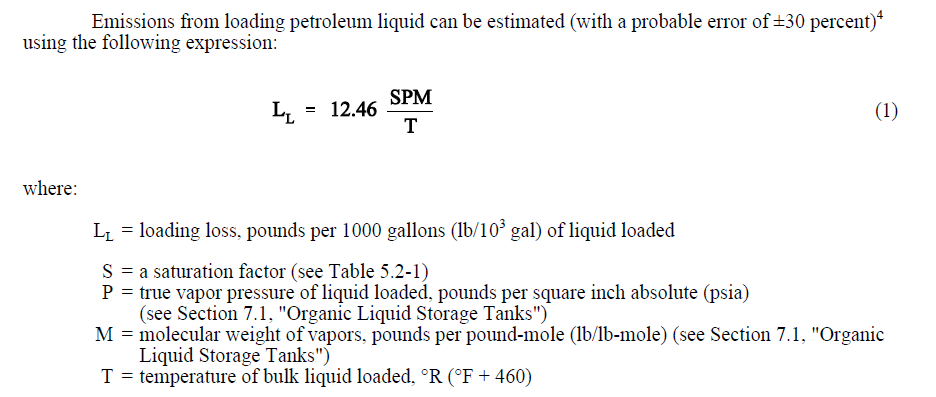 Emissions from loading petroleum liquid can be estimated (with a probable error of ±30 percent)⁴
using the following expression:
L_L = 12.46 SPM/T (1)
where:
L_L = loading loss, pounds per 1000 gallons (lb/10³ gal) of liquid loaded
S = a saturation factor (see Table 5.2-1)
P = true vapor pressure of liquid loaded, pounds per square inch absolute (psia)
(see Section 7.1, "Organic Liquid Storage Tanks")
M = molecular weight of vapors, pounds per pound-mole (lb/lb-mole) (see Section 7.1, "Organic
Liquid Storage Tanks")
T = temperature of bulk liquid loaded, °R (°F + 460)